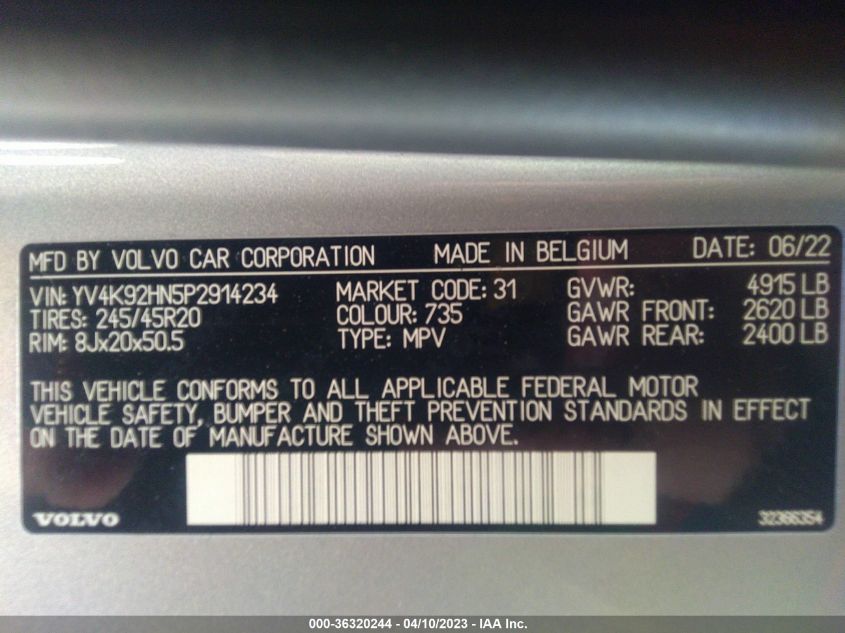 MFD BY VOLVO CAR CORPORATION MADE IN BELGIUM DATE: 06/22
VIN: YV4K92HN5P2914234 MARKET CODE: 31 GVWR: 4915 LB
TIRES: 245/45R20 COLOUR: 735 GAWR FRONT: 2620 LB
RIM: 8Jx20x50.5 TYPE: MPV GAWR REAR: 2400 LB
THIS VEHICLE CONFORMS TO ALL APPLICABLE FEDERAL MOTOR
VEHICLE SAFETY, BUMPER AND THEFT PREVENTION STANDARDS IN EFFECT
ON THE DATE OF MANUFACTURE SHOWN ABOVE.
VOLVO 32366354
000-36320244 - 04/10/2023 - IAA Inc.